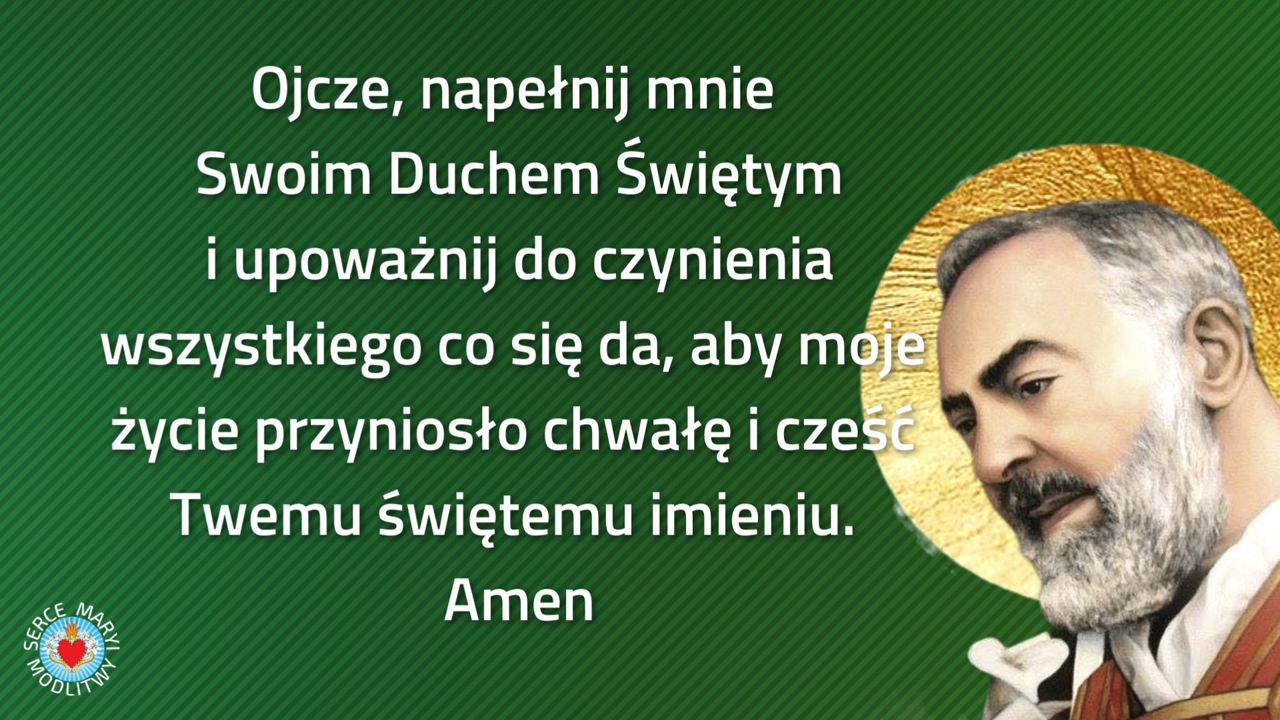 Ojcze, napełnij mnie
Swoim Duchem Świętym
i upoważnij do czynienia
wszystkiego co się da, aby moje
życie przyniosło chwałę i cześć
Twemu świętemu imieniu.
Amen
SERCE MARYI
MODLITWY